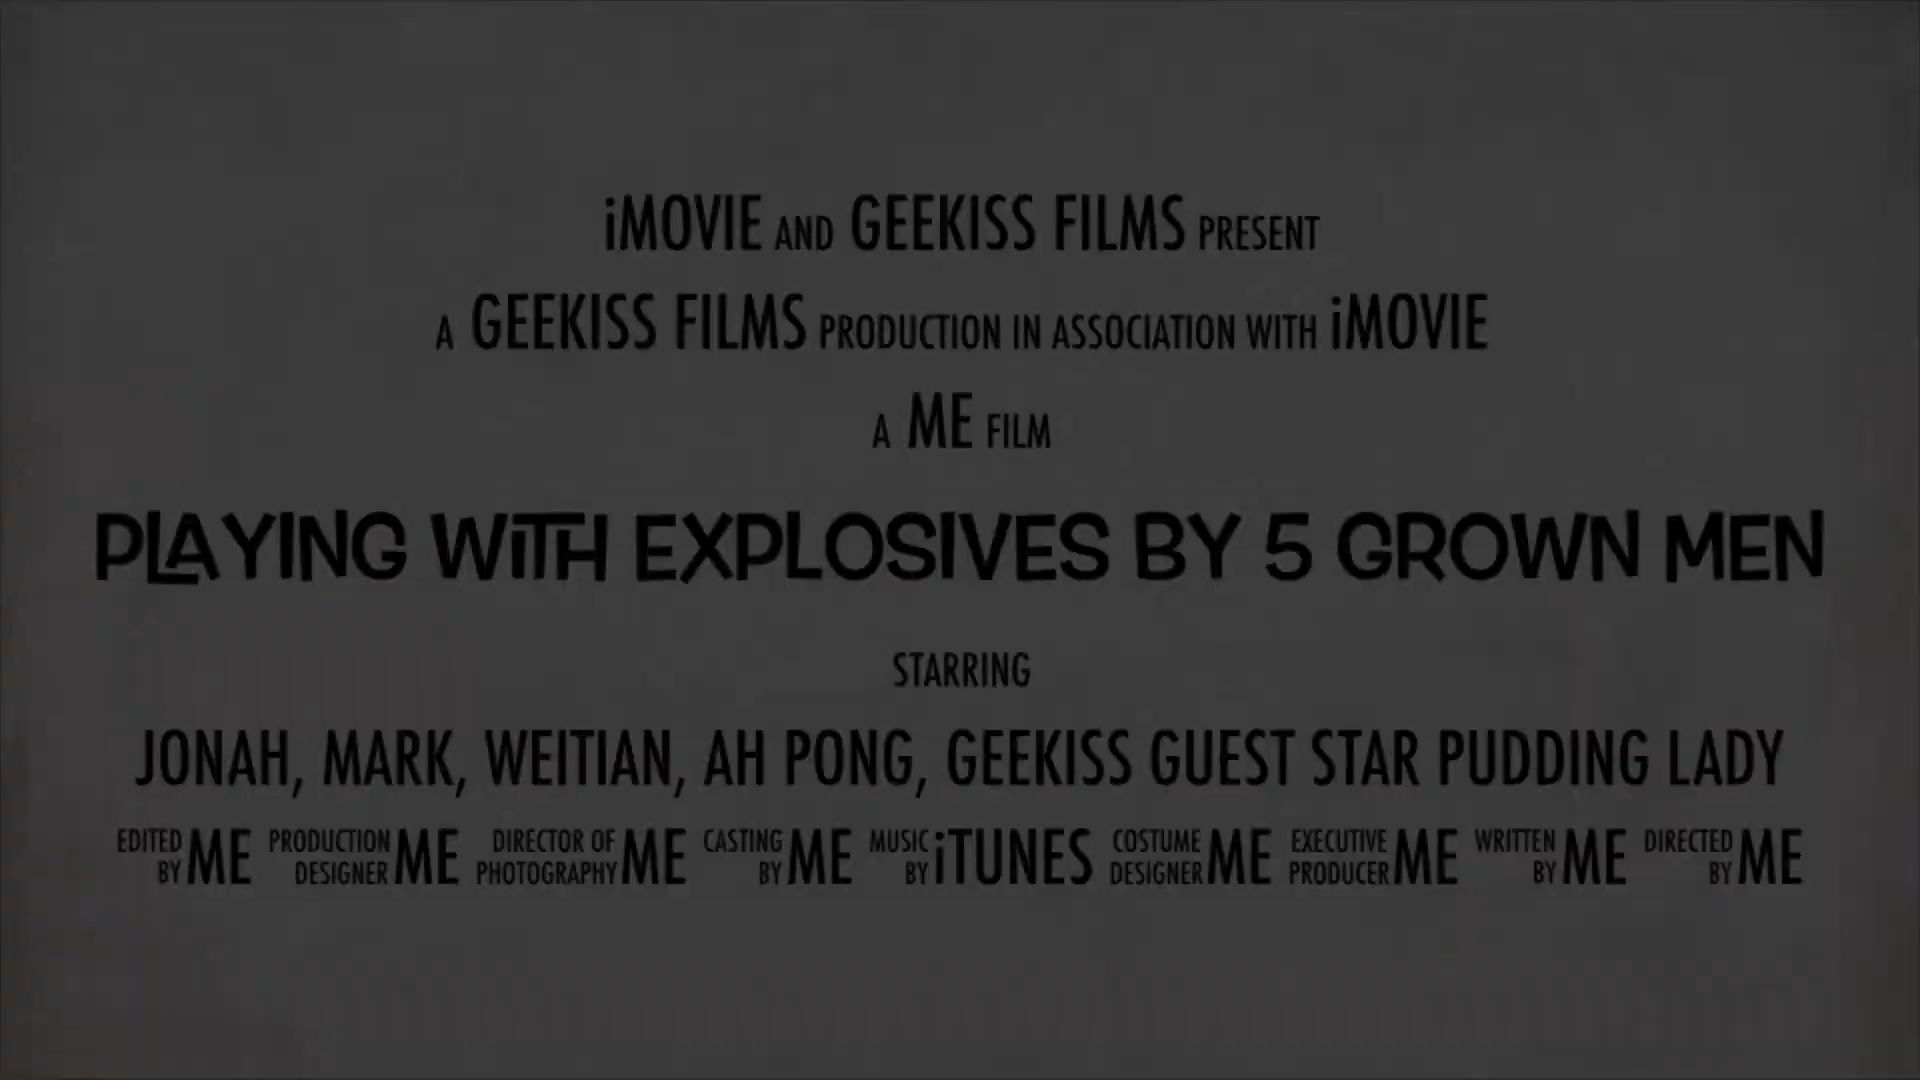 iMOVIE AND GEEKISS FILMS PRESENT
A GEEKISS FILMS PRODUCTION IN ASSOCIATION WITH iMOVIE
A ME FILM
PLAYING WITH EXPLOSIVES BY 5 GROWN MEN
STARRING
JONAH, MARK, WEITIAN, AH PONG, GEEKISS GUEST STAR PUDDING LADY
EDITED BY ME PRODUCTION DESIGNER ME DIRECTOR OF PHOTOGRAPHY ME CASTING BY ME MUSIC BY iTUNES COSTUME DESIGNER ME EXECUTIVE PRODUCER ME WRITTEN BY ME DIRECTED BY ME